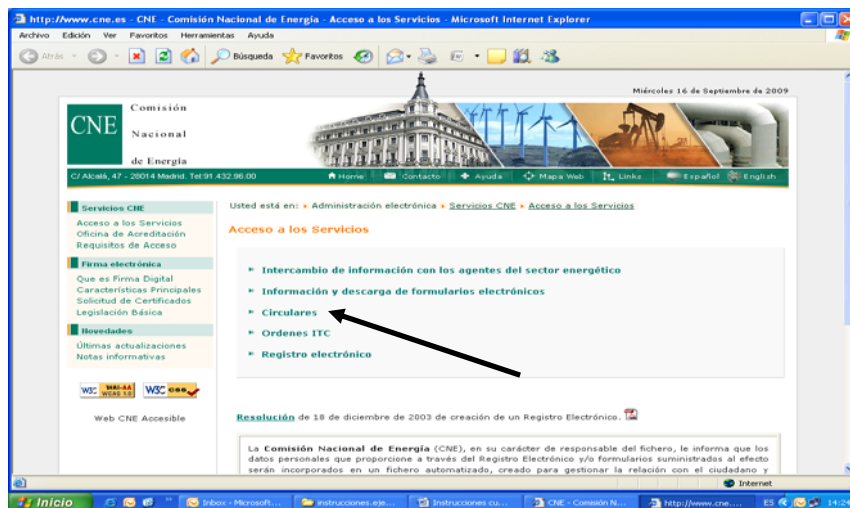 http://www.cne.es - CNE - Comisión Nacional de Energía - Acceso a los Servicios - Microsoft Internet Explorer
Archivo Edición Ver Favoritos Herramientas Ayuda
Atrás Búsqueda Favoritos
Miércoles 16 de Septiembre de 2009
CNE
Comisión
Nacional
de Energía
C/ Alcalá, 47 - 28014 Madrid. Tel:91.432.96.00 Home Contacto Ayuda Mapa Web Links Español English
Servicios CNE
Acceso a los Servicios
Oficina de Acreditación
Requisitos de Acceso
Firma electrónica
Que es Firma Digital
Características Principales
Solicitud de Certificados
Legislación Básica
Novedades
Últimas actualizaciones
Notas informativas
W3C WAI-AA WCAG 1.0 W3C css
Web CNE Accesible
Usted está en: Administración electrónica Servicios CNE Acceso a los Servicios
Acceso a los Servicios
Intercambio de información con los agentes del sector energético
Información y descarga de formularios electrónicos
Circulares
Ordenes ITC
Registro electrónico
Resolución de 18 de diciembre de 2003 de creación de un Registro Electrónico.
La Comisión Nacional de Energía (CNE), en su carácter de responsable del fichero, le informa que los
datos personales que proporcione a través del Registro Electrónico y/o formularios suministrados al efecto
serán incorporados en un fichero automatizado, creado para gestionar la relación con el ciudadano y
Internet
Inicio Inbox - Microsoft... instrucciones.eje... Instrucciones cu... CNE - Comisión N... http://www.cne.... ES 14:24